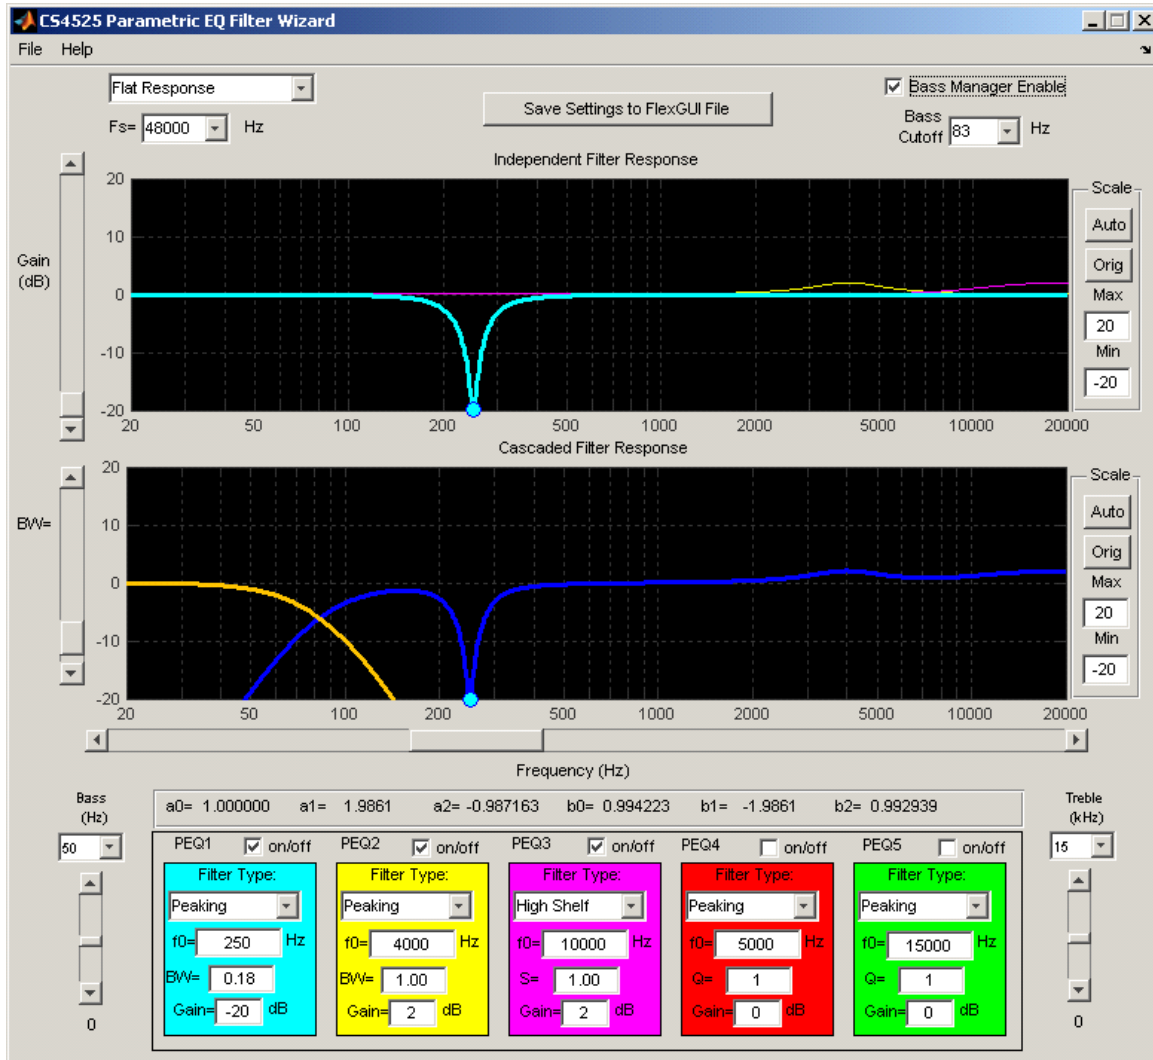 CS4525 Parametric EQ Filter Wizard
File Help
Flat Response
Fs= 48000 Hz
Save Settings to FlexGUI File
Bass Manager Enable
Bass Cutoff 83 Hz
Independent Filter Response
Gain (dB)
20
10
0
-10
-20
20 50 100 200 500 1000 2000 5000 10000 20000
Scale
Auto
Orig
Max
20
Min
-20
Cascaded Filter Response
BW=
20
10
0
-10
-20
20 50 100 200 500 1000 2000 5000 10000 20000
Scale
Auto
Orig
Max
20
Min
-20
Frequency (Hz)
Bass (Hz)
50
0
a0= 1.000000 a1= 1.9861 a2= -0.987163 b0= 0.994223 b1= -1.9861 b2= 0.992939
Treble (kHz)
15
0
PEQ1 on/off
Filter Type:
Peaking
f0= 250 Hz
BW= 0.18
Gain= -20 dB
PEQ2 on/off
Filter Type:
Peaking
f0= 4000 Hz
BW= 1.00
Gain= 2 dB
PEQ3 on/off
Filter Type:
High Shelf
f0= 10000 Hz
S= 1.00
Gain= 2 dB
PEQ4 on/off
Filter Type:
Peaking
f0= 5000 Hz
Q= 1
Gain= 0 dB
PEQ5 on/off
Filter Type:
Peaking
f0= 15000 Hz
Q= 1
Gain= 0 dB